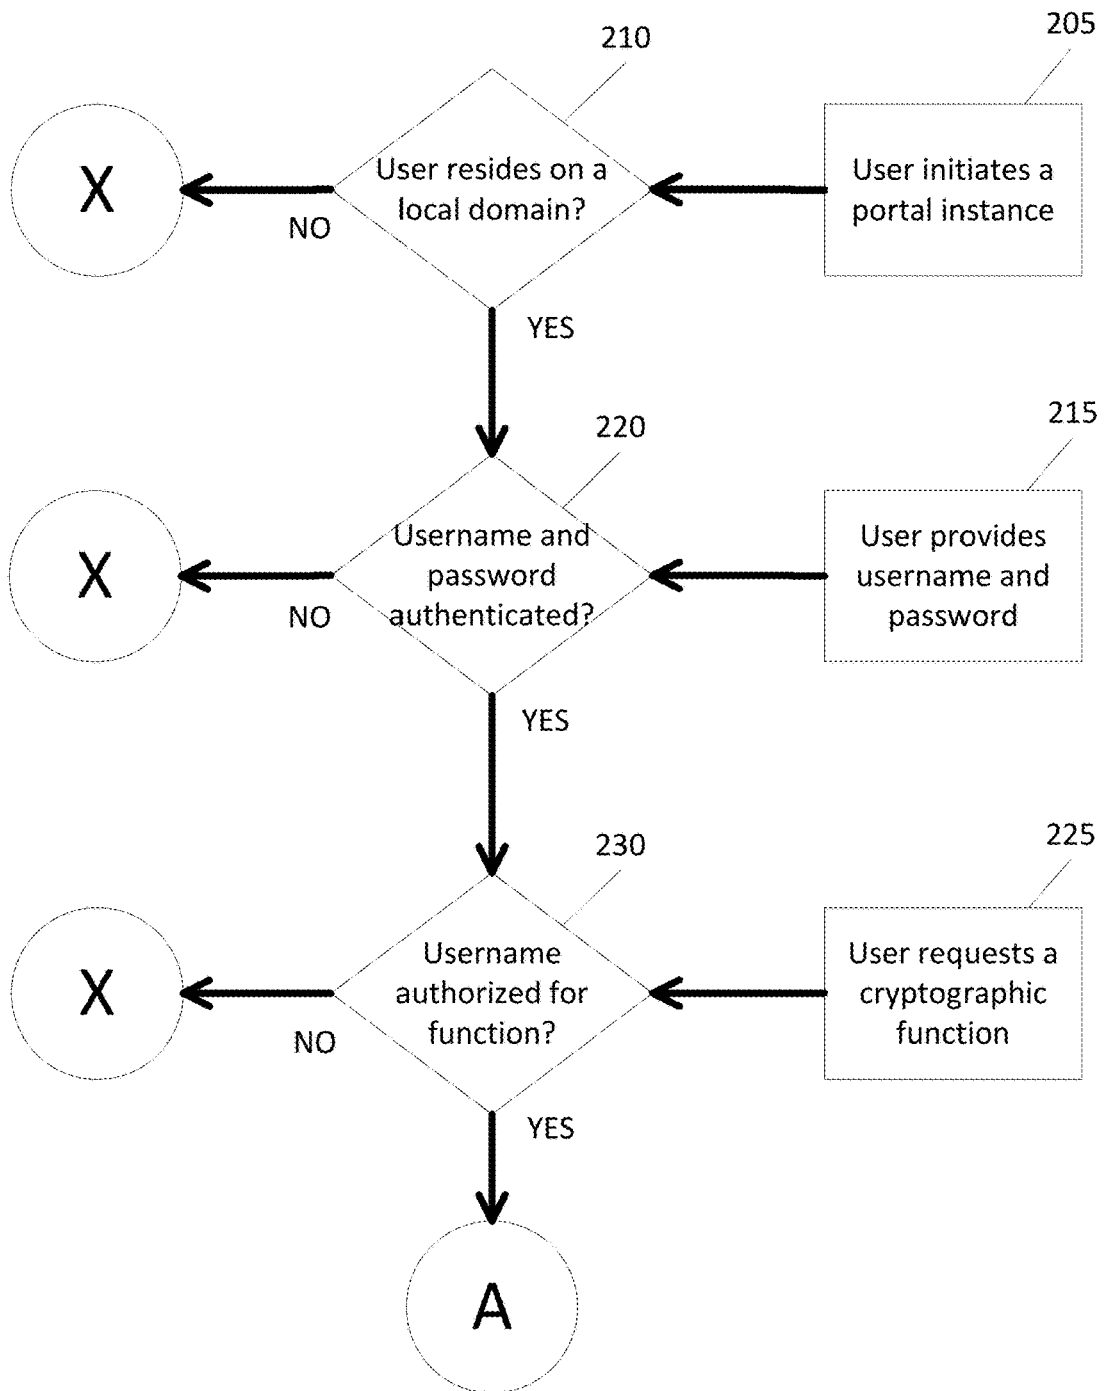 210
205
X
User resides on a
local domain?
User initiates a
portal instance
NO
YES
220
215
X
Username and
password
authenticated?
User provides
username and
password
NO
YES
230
225
X
Username
authorized for
function?
User requests a
cryptographic
function
NO
YES
A